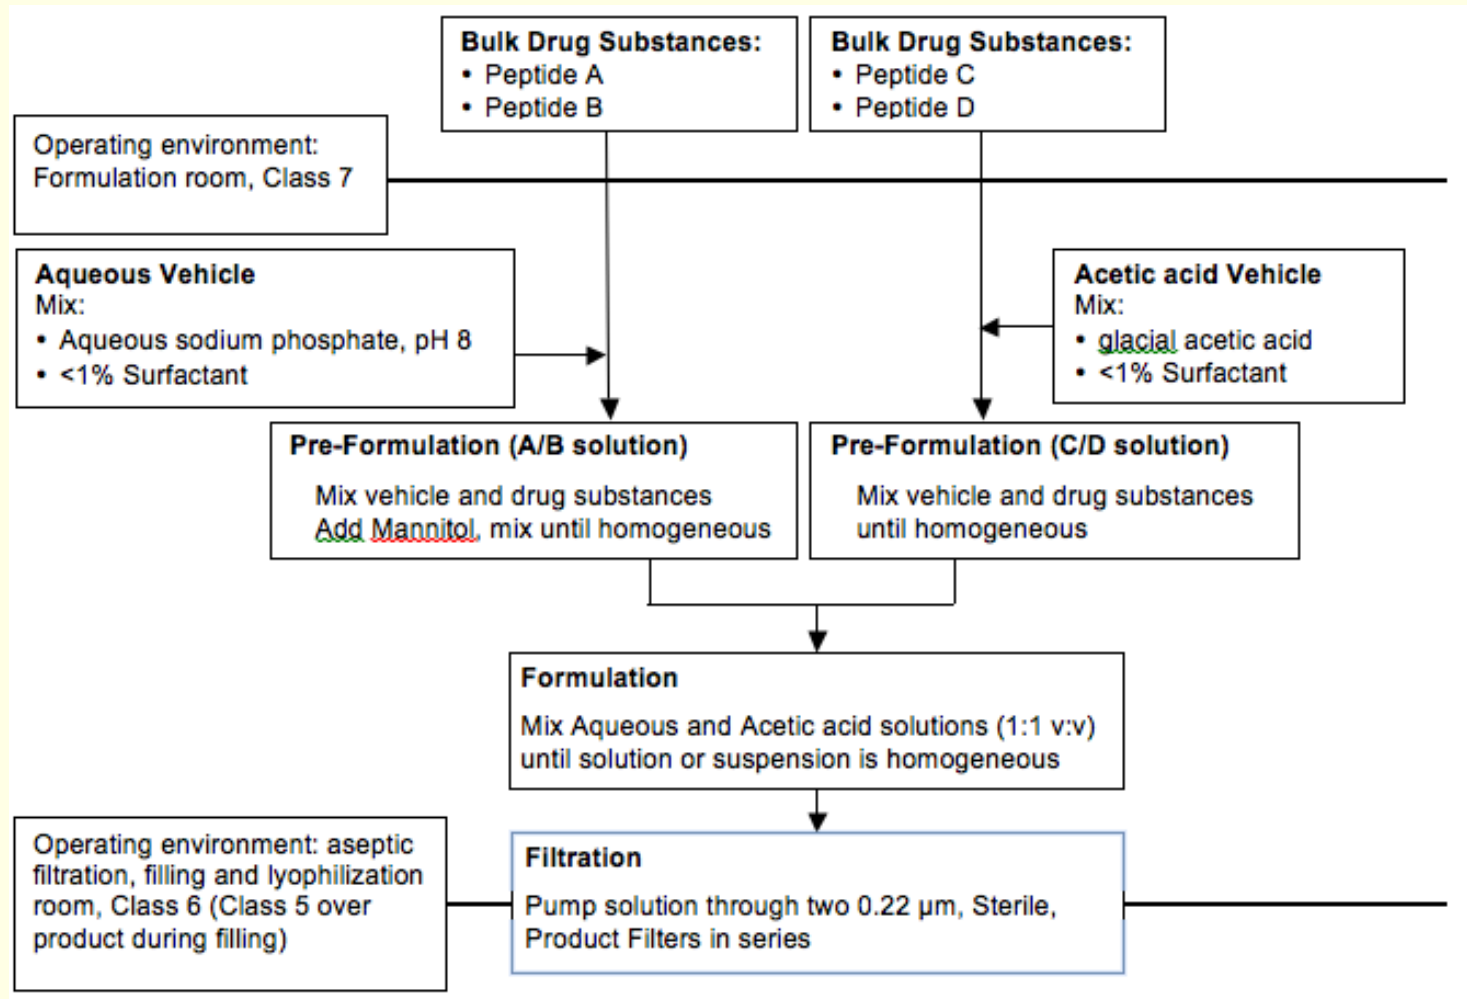 Bulk Drug Substances:
• Peptide A
• Peptide B
Bulk Drug Substances:
• Peptide C
• Peptide D
Operating environment:
Formulation room, Class 7
Aqueous Vehicle
Mix:
• Aqueous sodium phosphate, pH 8
• <1% Surfactant
Acetic acid Vehicle
Mix:
• glacial acetic acid
• <1% Surfactant
Pre-Formulation (A/B solution)
Mix vehicle and drug substances
Add Mannitol, mix until homogeneous
Pre-Formulation (C/D solution)
Mix vehicle and drug substances
until homogeneous
Formulation
Mix Aqueous and Acetic acid solutions (1:1 v:v)
until solution or suspension is homogeneous
Operating environment: aseptic
filtration, filling and lyophilization
room, Class 6 (Class 5 over
product during filling)
Filtration
Pump solution through two 0.22 µm, Sterile,
Product Filters in series